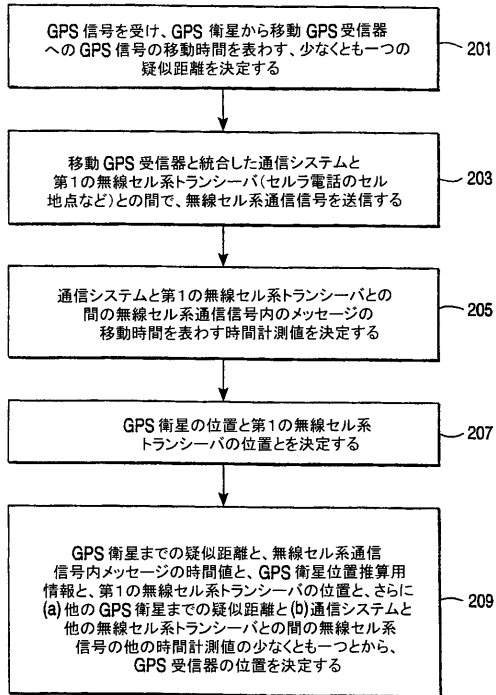 GPS 信号を受け、GPS 衛星から移動 GPS 受信器
への GPS 信号の移動時間を表わす、少なくとも一つの
疑似距離を決定する
201
移動 GPS 受信器と統合した通信システムと
第1の無線セル系トランシーバ(セルラ電話のセル
地点など)との間で、無線セル系通信信号を送信する
203
通信システムと第1の無線セル系トランシーバとの
間の無線セル系通信信号内のメッセージの
移動時間を表わす時間計測値を決定する
205
GPS 衛星の位置と第1の無線セル系
トランシーバの位置とを決定する
207
GPS 衛星までの疑似距離と、無線セル系通信
信号内メッセージの時間値と、GPS 衛星位置推算用
情報と、第1の無線セル系トランシーバの位置と、さらに
(a)他の GPS 衛星までの疑似距離と(b)通信システムと
他の無線セル系トランシーバとの間の無線セル系
信号の他の時間計測値の少なくとも一つとから、
GPS 受信器の位置を決定する
209